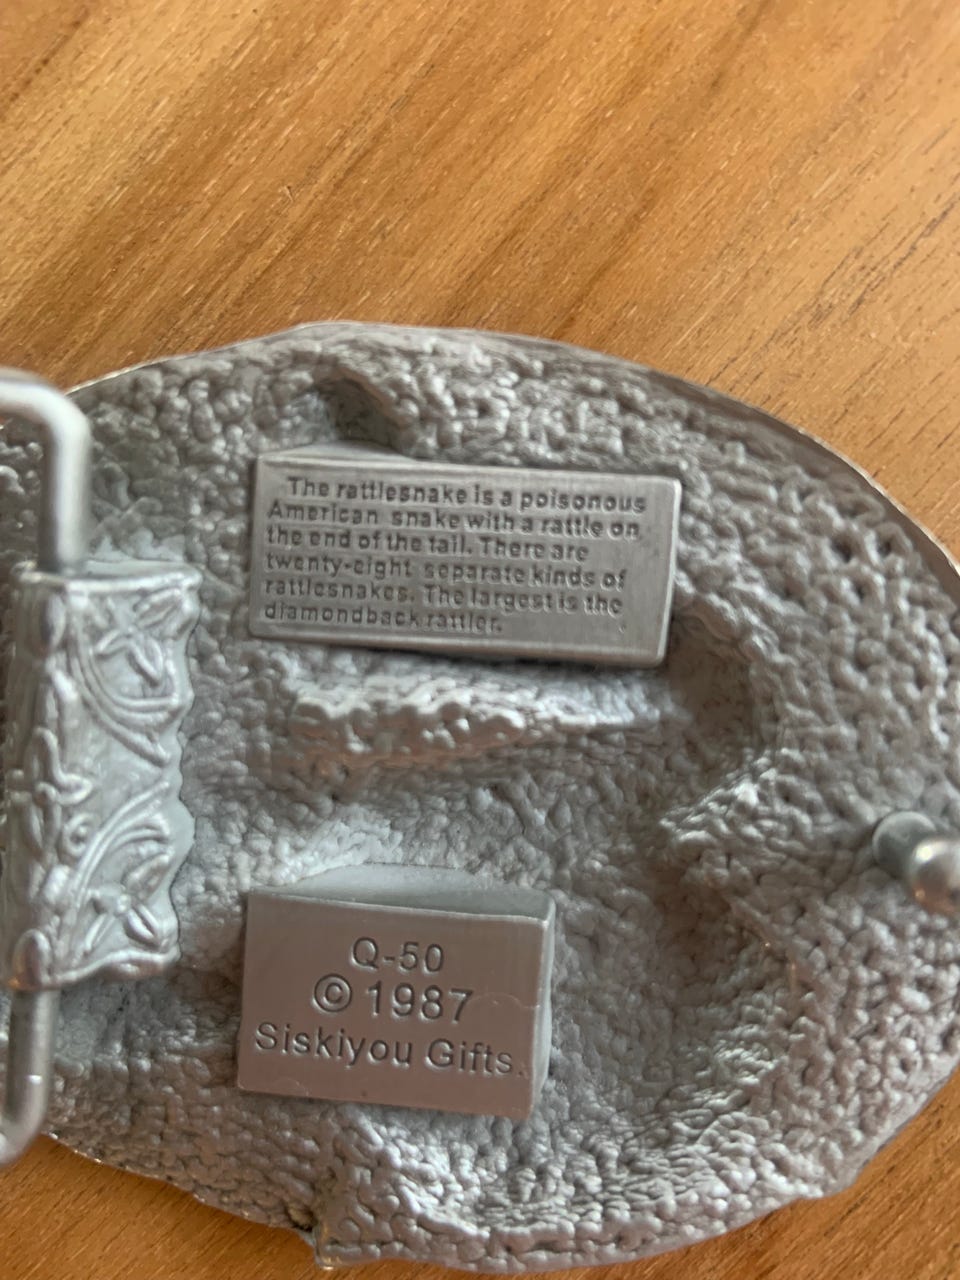 The rattlesnake is a poisonous
American snake with a rattle on
the end of the tail. There are
twenty-eight separate kinds of
rattlesnakes. The largest is the
diamondback rattler.
Q-50
© 1987
Siskiyou Gifts.